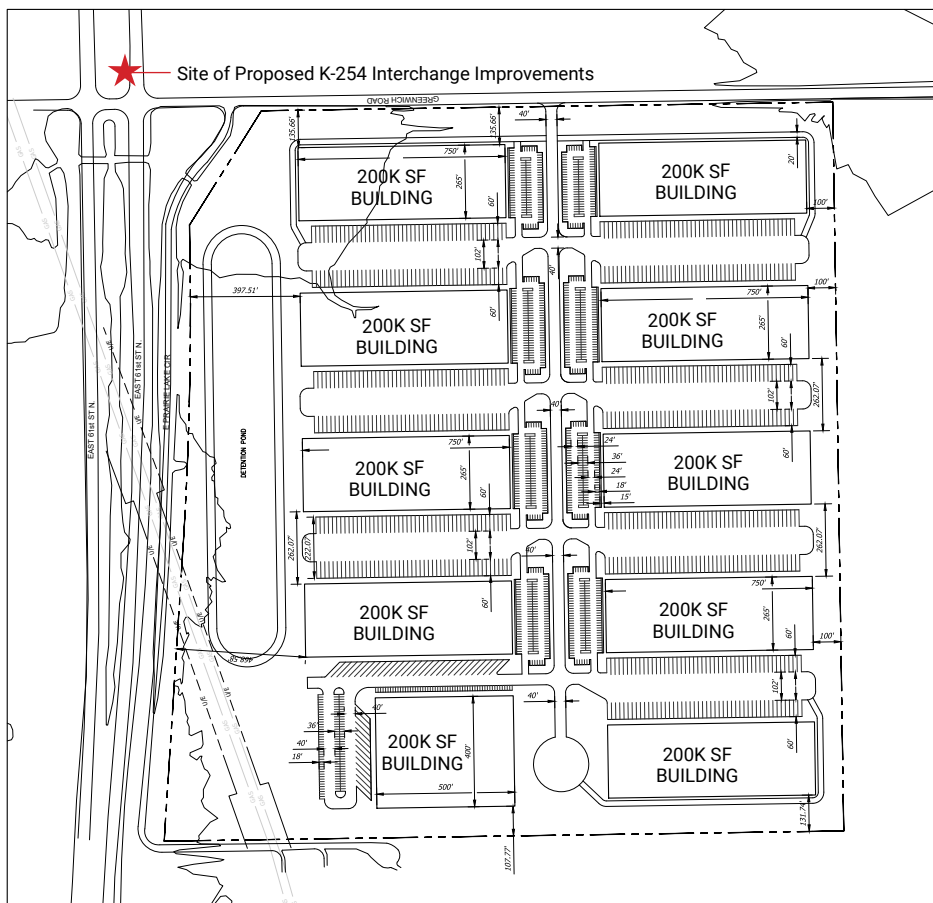 Site of Proposed K-254 Interchange Improvements
GREENWICH ROAD
135.66'
135.66'
40'
750'
265'
20'
200K SF
BUILDING
200K SF
BUILDING
60'
100'
102'
40'
397.51'
60'
100'
750'
265'
200K SF
BUILDING
200K SF
BUILDING
60'
102'
262.07'
60'
EAST 61st ST N.
EAST 61st ST N.
E PRAIRIE LAKE CIR
DETENTION POND
40'
750'
265'
24'
36'
24'
18'
15'
200K SF
BUILDING
200K SF
BUILDING
60'
262.07'
222.07'
102'
262.07'
60'
40'
750'
265'
200K SF
BUILDING
200K SF
BUILDING
60'
100'
102'
468.58'
40'
40'
36'
40'
18'
60'
200K SF
BUILDING
400'
500'
200K SF
BUILDING
107.77'
131.74'
U/E
U/E
U/E
U/E
U/E
U/E
U/E
U/E